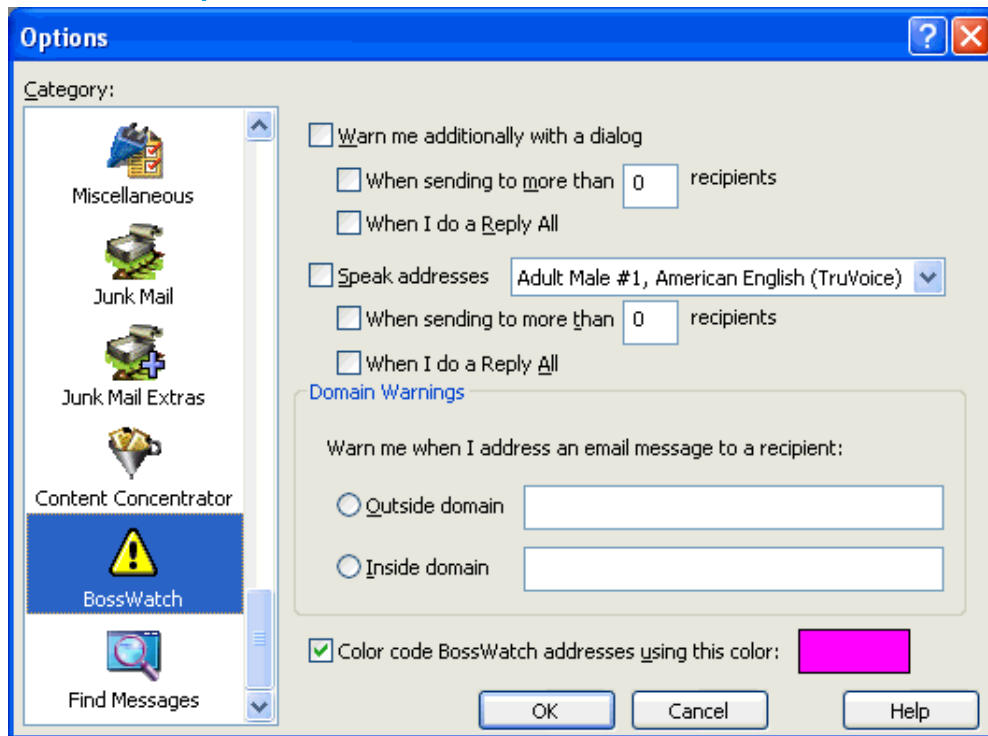 Options
Category:
Miscellaneous
Junk Mail
Junk Mail Extras
Content Concentrator
BossWatch
Find Messages
Warn me additionally with a dialog
When sending to more than 0 recipients
When I do a Reply All
Speak addresses Adult Male #1, American English (TruVoice)
When sending to more than 0 recipients
When I do a Reply All
Domain Warnings
Warn me when I address an email message to a recipient:
Outside domain
Inside domain
Color code BossWatch addresses using this color:
OK Cancel Help